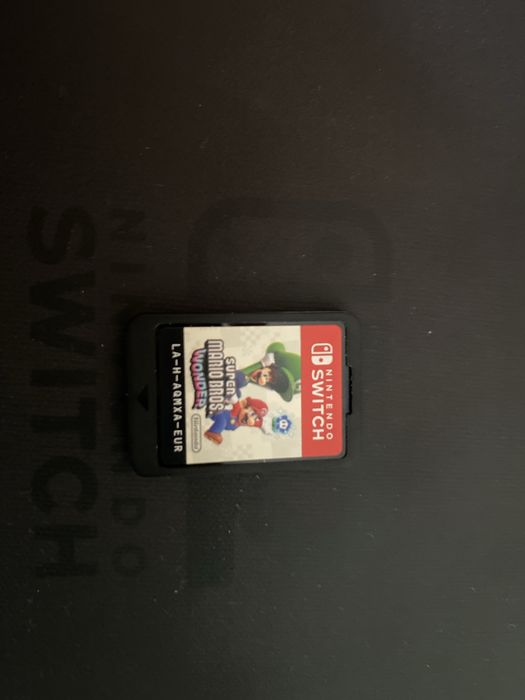 NINTENDO
SWITCH
SUPER
MARIO BROS.
WONDER
Nintendo
LA-H-AQMXA-EUR
NINTENDO
SWITCH